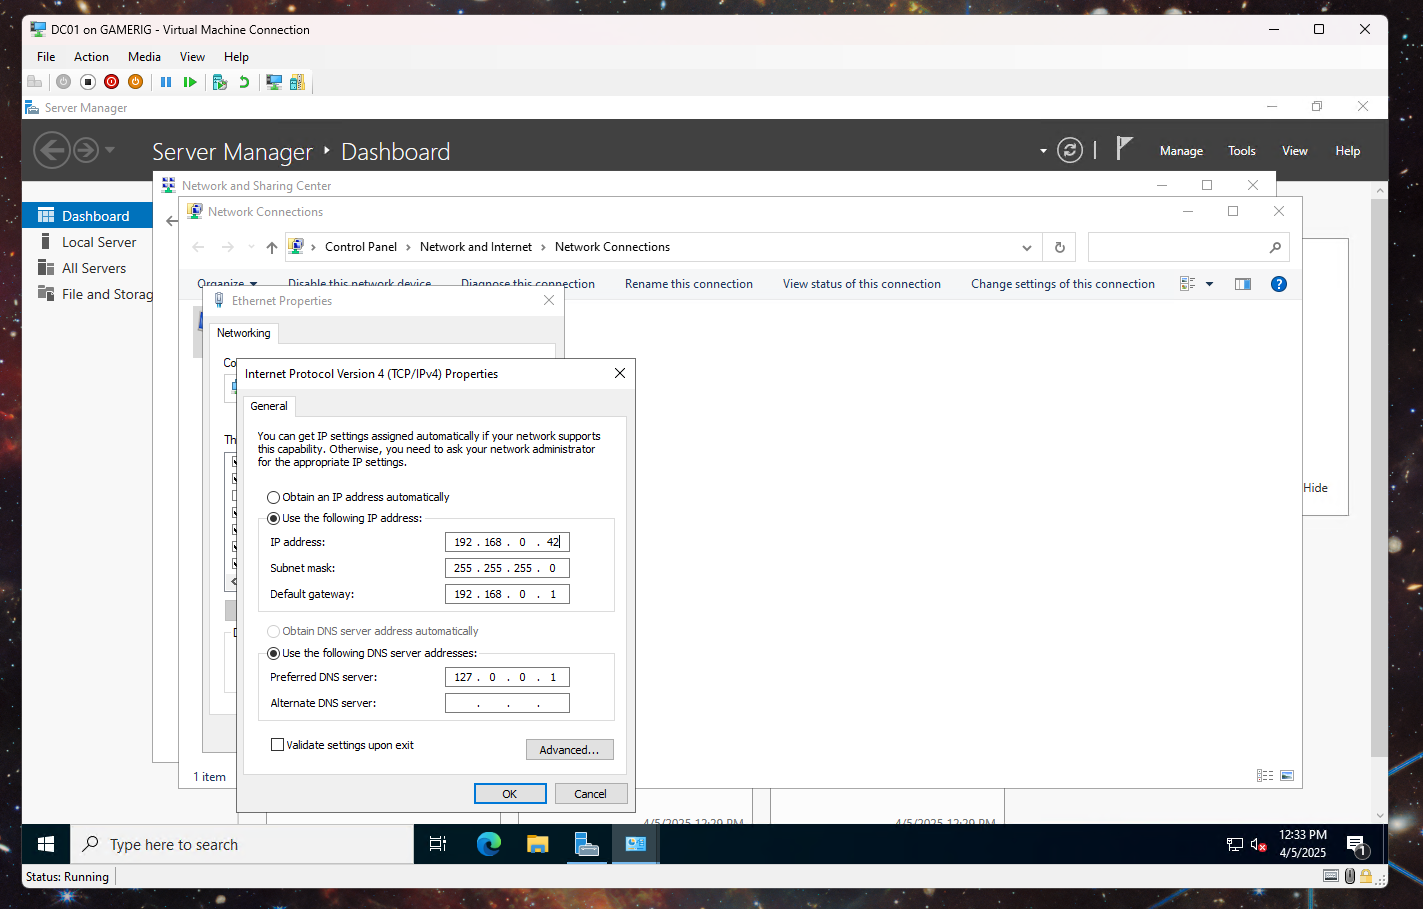 DC01 on GAMERIG - Virtual Machine Connection
File Action Media View Help
Server Manager
Server Manager ‣ Dashboard
Manage Tools View Help
Network and Sharing Center
Dashboard
Local Server
All Servers
File and Storag
Network Connections
Control Panel > Network and Internet > Network Connections
Organize Disable this network device Diagnose this connection Rename this connection View status of this connection Change settings of this connection
Ethernet Properties
Networking
Co
Th
Internet Protocol Version 4 (TCP/IPv4) Properties
General
You can get IP settings assigned automatically if your network supports
this capability. Otherwise, you need to ask your network administrator
for the appropriate IP settings.
Obtain an IP address automatically
Use the following IP address:
IP address: 192 . 168 . 0 . 42
Subnet mask: 255 . 255 . 255 . 0
Default gateway: 192 . 168 . 0 . 1
Obtain DNS server address automatically
Use the following DNS server addresses:
Preferred DNS server: 127 . 0 . 0 . 1
Alternate DNS server: . . .
Validate settings upon exit
Advanced...
OK Cancel
Hide
1 item
4/5/2025 12:29 PM 4/5/2025 12:29 PM
Type here to search
12:33 PM
4/5/2025
1
Status: Running